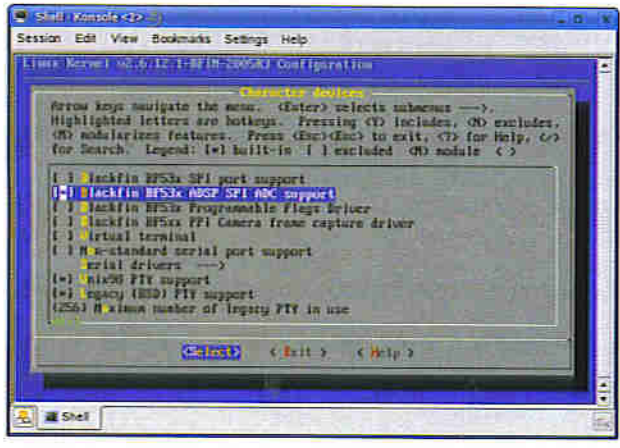 Shell - Konsole <2>
Session Edit View Bookmarks Settings Help
Linux Kernel v2.6.12.1-BFIN-2005R3 Configuration
Character devices
Arrow keys navigate the menu. <Enter> selects submenus --->.
Highlighted letters are hotkeys. Pressing <Y> includes, <N> excludes,
<M> modularizes features. Press <Esc><Esc> to exit, <?> for Help, </>
for Search. Legend: [*] built-in [ ] excluded <M> module < >
[ ] Blackfin BF53x SPI port support
[*] Blackfin BF53x ADSP SPI ADC support
[ ] Blackfin BF53x Programmable Flags Driver
[ ] Blackfin BF5xx PPI Camera frame capture driver
[ ] Virtual terminal
[ ] Non-standard serial port support
Serial drivers --->
[*] Unix98 PTY support
[*] Legacy (BSD) PTY support
(256) Maximum number of legacy PTY in use
<Select> < Exit > < Help >
Shell